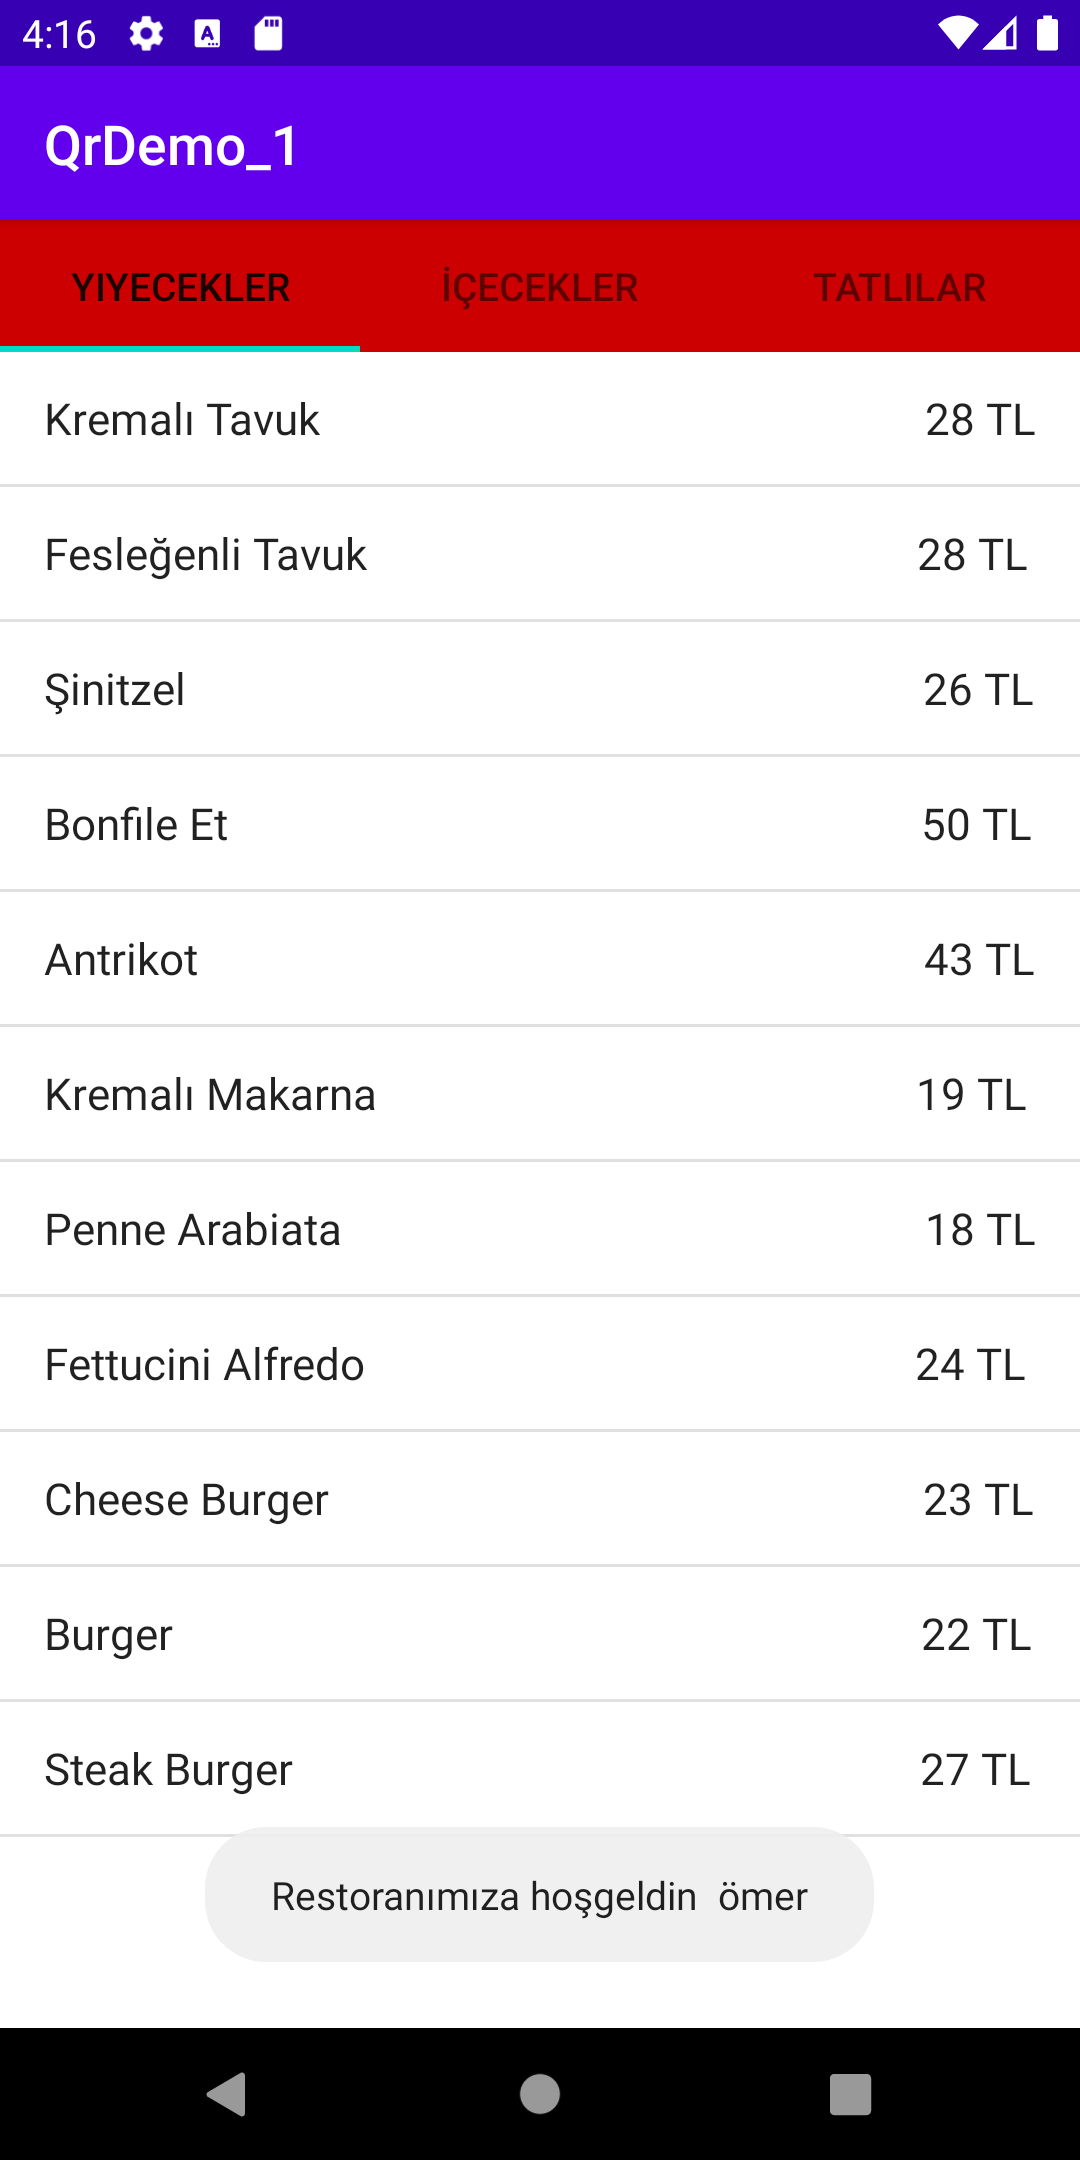 4:16
QrDemo_1
YIYECEKLER İÇECEKLER TATLILAR
Kremalı Tavuk 28 TL
Fesleğenli Tavuk 28 TL
Şinitzel 26 TL
Bonfile Et 50 TL
Antrikot 43 TL
Kremalı Makarna 19 TL
Penne Arabiata 18 TL
Fettucini Alfredo 24 TL
Cheese Burger 23 TL
Burger 22 TL
Steak Burger 27 TL
Restoranımıza hoşgeldin  ömer